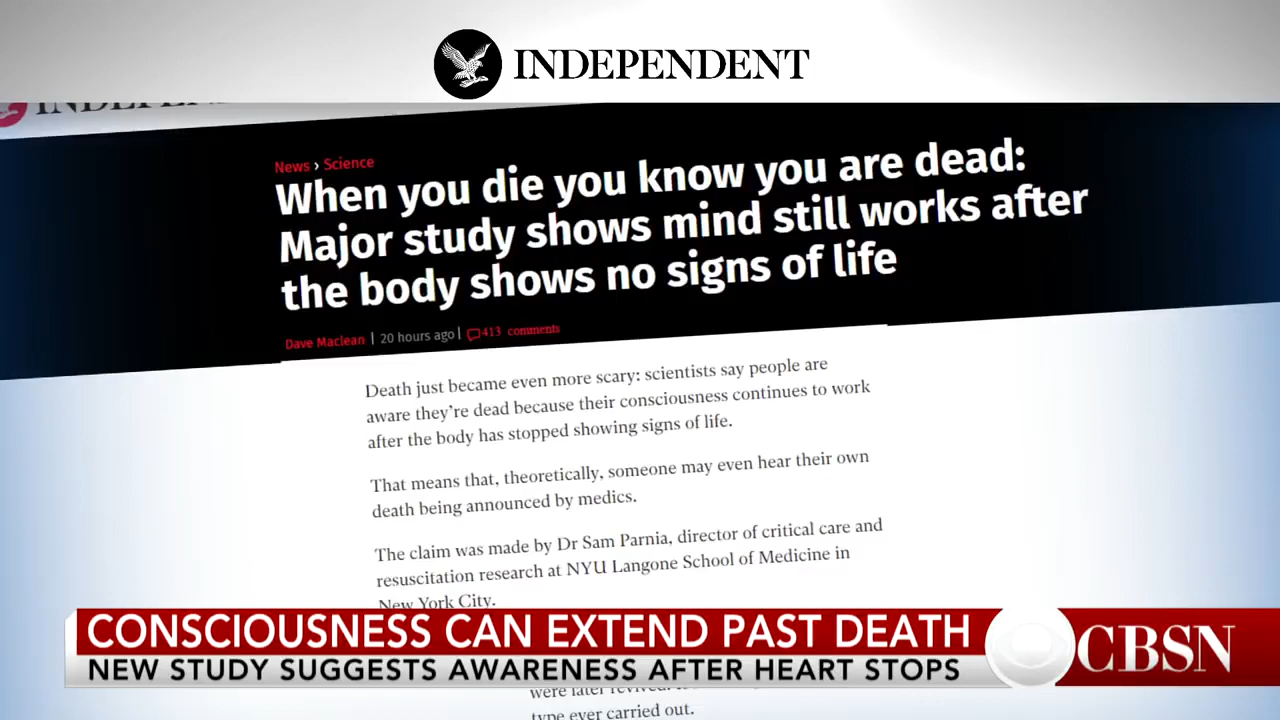 INDEPENDENT
News › Science
When you die you know you are dead:
Major study shows mind still works after
the body shows no signs of life
Dave Maclean | 20 hours ago | 413 comments
Death just became even more scary: scientists say people are
aware they're dead because their consciousness continues to work
after the body has stopped showing signs of life.
That means that, theoretically, someone may even hear their own
death being announced by medics.
The claim was made by Dr Sam Parnia, director of critical care and
resuscitation research at NYU Langone School of Medicine in
New York City.
CONSCIOUSNESS CAN EXTEND PAST DEATH
NEW STUDY SUGGESTS AWARENESS AFTER HEART STOPS
CBSN
were later revived.
type ever carried out.